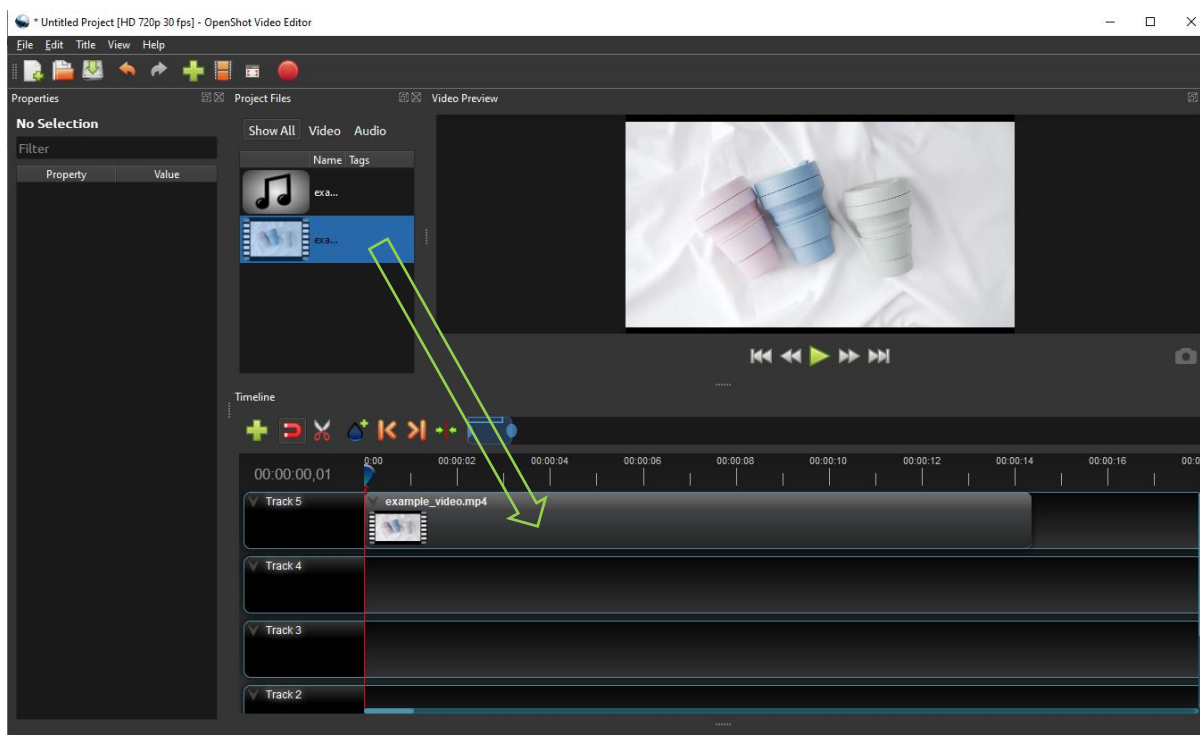 * Untitled Project [HD 720p 30 fps] - OpenShot Video Editor
File Edit Title View Help
Properties
Project Files
Video Preview
No Selection
Filter
Property Value
Show All Video Audio
Name Tags
exa...
exa...
Timeline
00:00:00,01
0:00 00:00:02 00:00:04 00:00:06 00:00:08 00:00:10 00:00:12 00:00:14 00:00:16 00:0
Track 5
example_video.mp4
Track 4
Track 3
Track 2